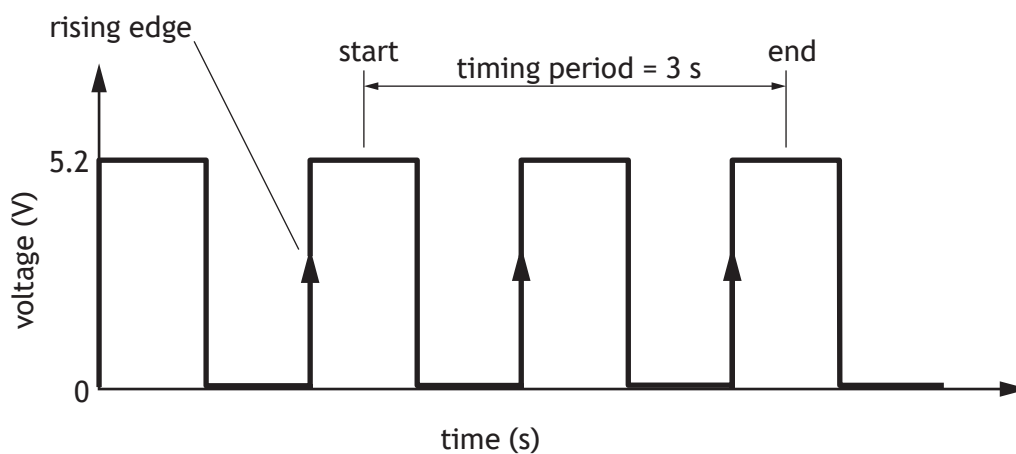 rising edge
start
end
timing period = 3 s
5.2
voltage (V)
0
time (s)